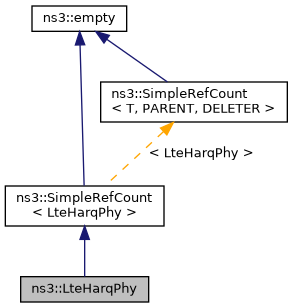 ns3::empty
ns3::SimpleRefCount
< T, PARENT, DELETER >
< LteHarqPhy >
ns3::SimpleRefCount
< LteHarqPhy >
ns3::LteHarqPhy